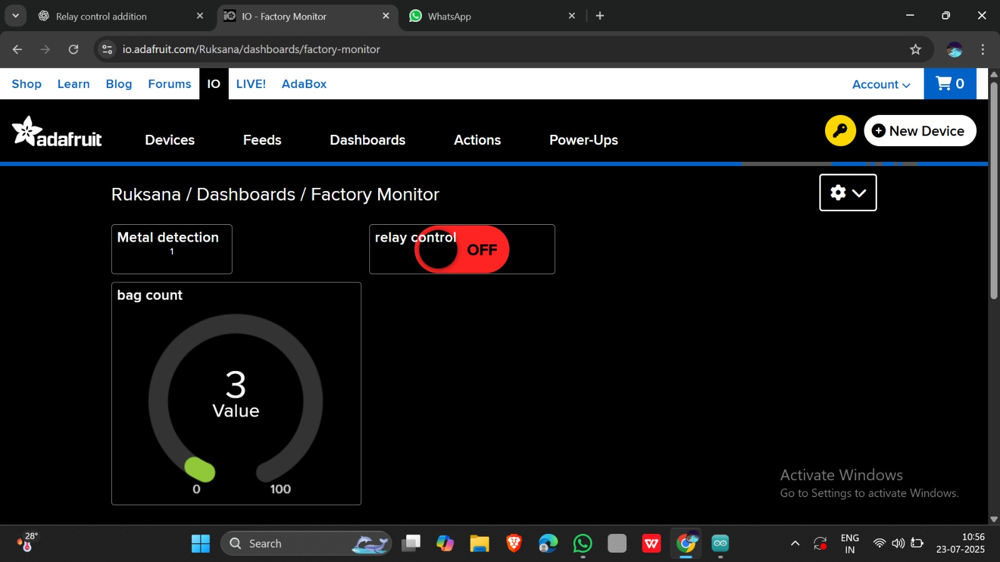 Relay control addition
IO - Factory Monitor
WhatsApp
io.adafruit.com/Ruksana/dashboards/factory-monitor
Shop Learn Blog Forums IO LIVE! AdaBox
Account 0
adafruit
Devices Feeds Dashboards Actions Power-Ups
New Device
Ruksana / Dashboards / Factory Monitor
Metal detection
1
relay control
OFF
bag count
3
Value
0 100
Activate Windows
Go to Settings to activate Windows.
28°
Search
W
ENG
IN
10:56
23-07-2025